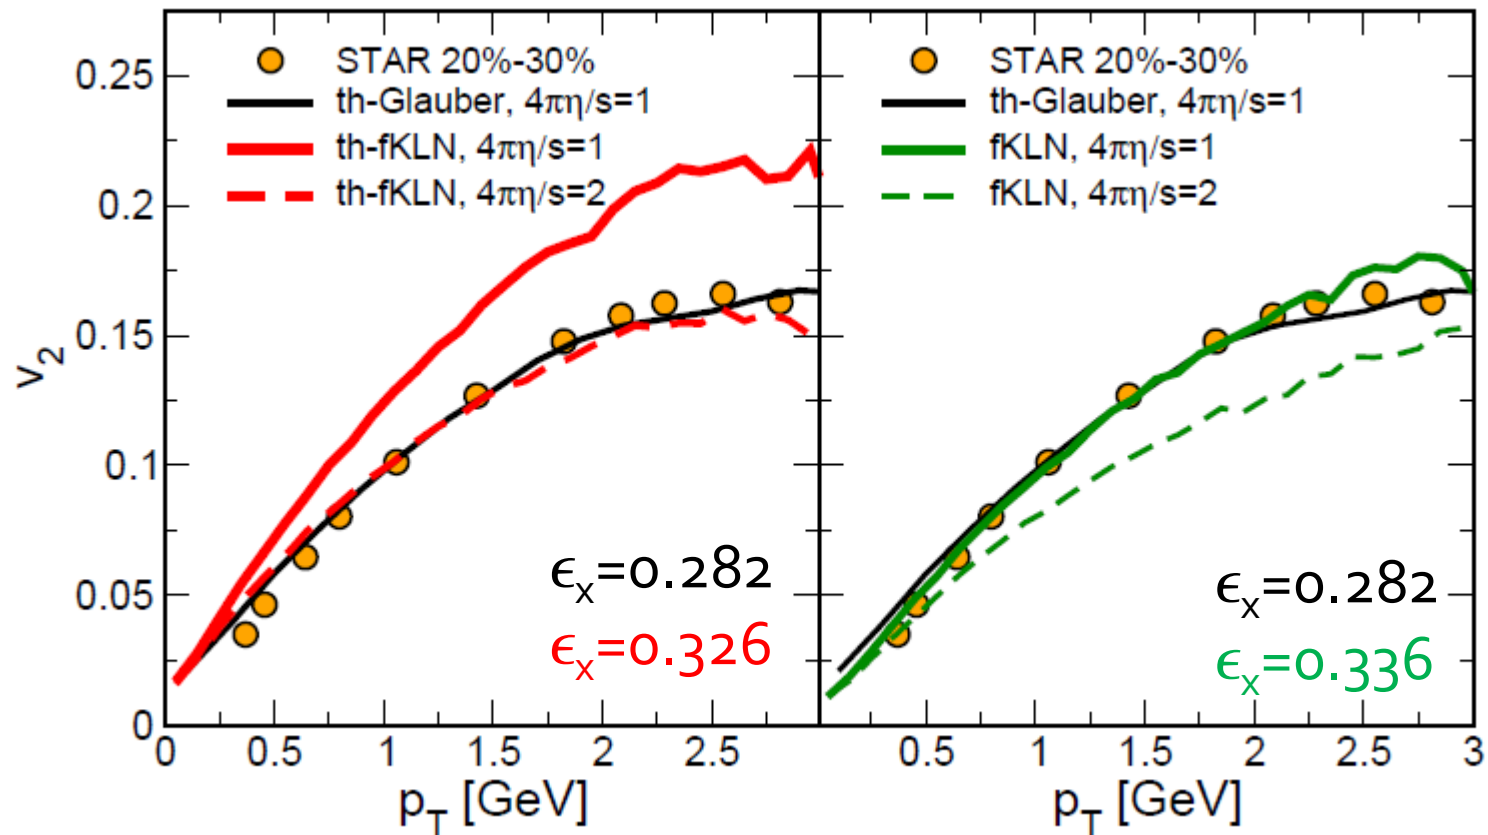 v2
0.25
0.2
0.15
0.1
0.05
0
STAR 20%-30%
th-Glauber, 4πη/s=1
th-fKLN, 4πη/s=1
th-fKLN, 4πη/s=2
ϵx=0.282
ϵx=0.326
0 0.5 1 1.5 2 2.5
pT [GeV]
STAR 20%-30%
th-Glauber, 4πη/s=1
fKLN, 4πη/s=1
fKLN, 4πη/s=2
ϵx=0.282
ϵx=0.336
0.5 1 1.5 2 2.5 3
pT [GeV]